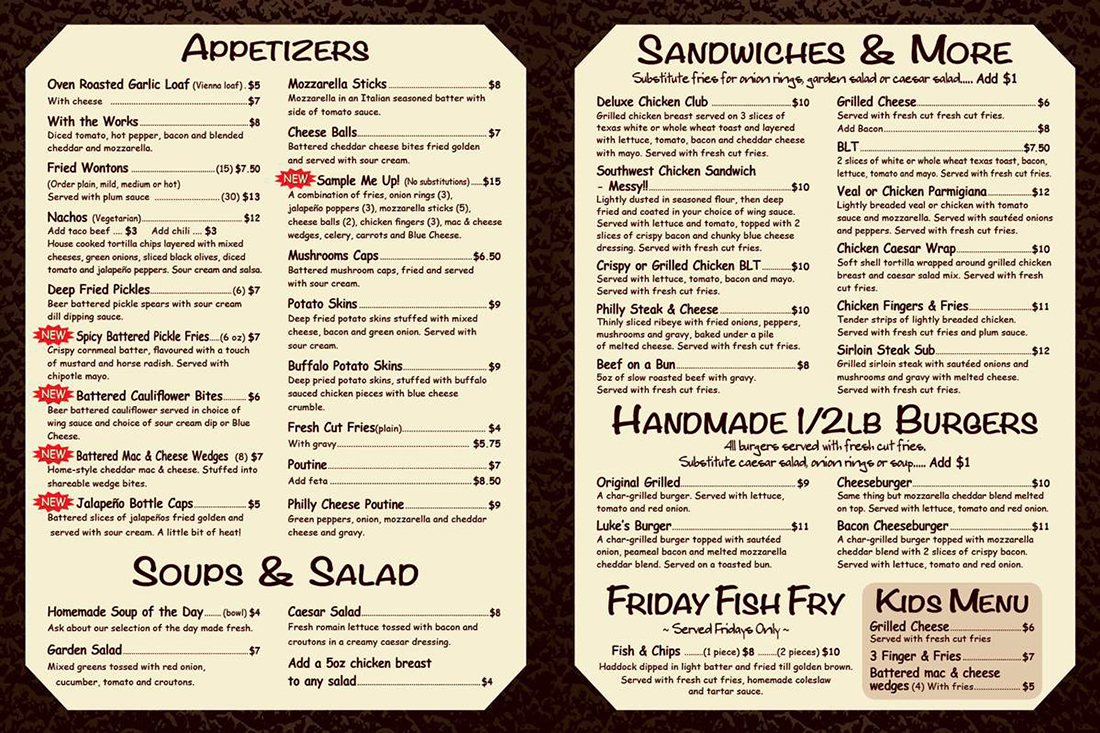 APPETIZERS
Oven Roasted Garlic Loaf (Vienna loaf) . $5
With cheese ........ $7
With the Works ........ $8
Diced tomato, hot pepper, bacon and blended
cheddar and mozzarella.
Fried Wontons ........ (15) $7.50
(Order plain, mild, medium or hot)
Served with plum sauce ........ (30) $13
Nachos (Vegetarian) ........ $12
Add taco beef .... $3 Add chili .... $3
House cooked tortilla chips layered with mixed
cheeses, green onions, sliced black olives, diced
tomato and jalapeño peppers. Sour cream and salsa.
Deep Fried Pickles ........ (6) $7
Beer battered pickle spears with sour cream
dill dipping sauce.
NEW Spicy Battered Pickle Fries....(6 oz) $7
Crispy cornmeal batter, flavoured with a touch
of mustard and horse radish. Served with
chipotle mayo.
NEW Battered Cauliflower Bites ........ $6
Beer battered cauliflower served in choice of
wing sauce and choice of sour cream dip or Blue
Cheese.
NEW Battered Mac & Cheese Wedges (8) $7
Home-style cheddar mac & cheese. Stuffed into
shareable wedge bites.
NEW Jalapeño Bottle Caps ........ $5
Battered slices of jalapeños fried golden and
served with sour cream. A little bit of heat!
Mozzarella Sticks ........ $8
Mozzarella in an Italian seasoned batter with
side of tomato sauce.
Cheese Balls ........ $7
Battered cheddar cheese bites fried golden
and served with sour cream.
NEW Sample Me Up! (No substitutions) ..... $15
A combination of fries, onion rings (3),
jalapeño poppers (3), mozzarella sticks (5),
cheese balls (2), chicken fingers (3), mac & cheese
wedges, celery, carrots and Blue Cheese.
Mushrooms Caps ........ $6.50
Battered mushroom caps, fried and served
with sour cream.
Potato Skins ........ $9
Deep fried potato skins stuffed with mixed
cheese, bacon and green onion. Served with
sour cream.
Buffalo Potato Skins ........ $9
Deep pried potato skins, stuffed with buffalo
sauced chicken pieces with blue cheese
crumble.
Fresh Cut Fries(plain) ........ $4
With gravy ........ $5.75
Poutine ........ $7
Add feta ........ $8.50
Philly Cheese Poutine ........ $9
Green peppers, onion, mozzarella and cheddar
cheese and gravy.
SOUPS & SALAD
Homemade Soup of the Day ........ (bowl) $4
Ask about our selection of the day made fresh.
Garden Salad ........ $7
Mixed greens tossed with red onion,
cucumber, tomato and croutons.
Caesar Salad ........ $8
Fresh romain lettuce tossed with bacon and
croutons in a creamy caesar dressing.
Add a 5oz chicken breast
to any salad ........ $4
SANDWICHES & MORE
Substitute fries for onion rings, garden salad or caesar salad..... Add $1
Deluxe Chicken Club ........ $10
Grilled chicken breast served on 3 slices of
texas white or whole wheat toast and layered
with lettuce, tomato, bacon and cheddar cheese
with mayo. Served with fresh cut fries.
Southwest Chicken Sandwich
- Messy!! ........ $10
Lightly dusted in seasoned flour, then deep
fried and coated in your choice of wing sauce.
Served with lettuce and tomato, topped with 2
slices of crispy bacon and chunky blue cheese
dressing. Served with fresh cut fries.
Crispy or Grilled Chicken BLT ........ $10
Served with lettuce, tomato, bacon and mayo.
Served with fresh cut fries.
Philly Steak & Cheese ........ $10
Thinly sliced ribeye with fried onions, peppers,
mushrooms and gravy, baked under a pile
of melted cheese. Served with fresh cut fries.
Beef on a Bun ........ $8
5oz of slow roasted beef with gravy.
Served with fresh cut fries.
Grilled Cheese ........ $6
Served with fresh cut fresh cut fries.
Add Bacon ........ $8
BLT ........ $7.50
2 slices of white or whole wheat texas toast, bacon,
lettuce, tomato and mayo. Served with fresh cut fries.
Veal or Chicken Parmigiana ........ $12
Lightly breaded veal or chicken with tomato
sauce and mozzarella. Served with sautéed onions
and peppers. Served with fresh cut fries.
Chicken Caesar Wrap ........ $10
Soft shell tortilla wrapped around grilled chicken
breast and caesar salad mix. Served with fresh
cut fries.
Chicken Fingers & Fries ........ $11
Tender strips of lightly breaded chicken.
Served with fresh cut fries and plum sauce.
Sirloin Steak Sub ........ $12
Grilled sirloin steak with sautéed onions and
mushrooms and gravy with melted cheese.
Served with fresh cut fries.
HANDMADE 1/2LB BURGERS
All burgers served with fresh cut fries.
Substitute caesar salad, onion rings or soup..... Add $1
Original Grilled ........ $9
A char-grilled burger. Served with lettuce,
tomato and red onion.
Luke's Burger ........ $11
A char-grilled burger topped with sautéed
onion, peameal bacon and melted mozzarella
cheddar blend. Served on a toasted bun.
Cheeseburger ........ $10
Same thing but mozzarella cheddar blend melted
on top. Served with lettuce, tomato and red onion.
Bacon Cheeseburger ........ $11
A char-grilled burger topped with mozzarella
cheddar blend with 2 slices of crispy bacon.
Served with lettuce, tomato and red onion.
FRIDAY FISH FRY
~ Served Fridays Only ~
Fish & Chips ........ (1 piece) $8 ........ (2 pieces) $10
Haddock dipped in light batter and fried till golden brown.
Served with fresh cut fries, homemade coleslaw
and tartar sauce.
KIDS MENU
Grilled Cheese ........ $6
Served with fresh cut fries
3 Finger & Fries ........ $7
Battered mac & cheese
wedges (4) With fries ........ $5